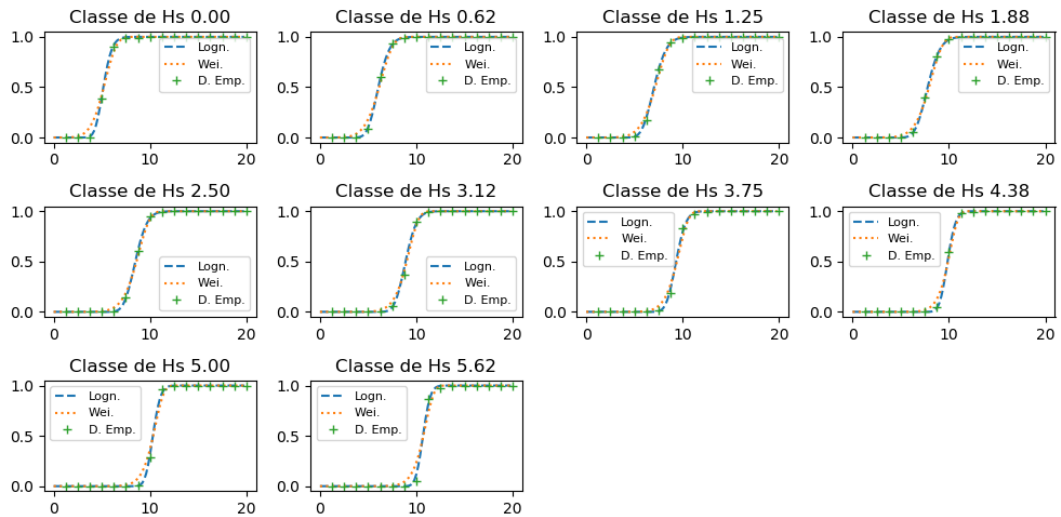 Classe de Hs 0.00
Classe de Hs 0.62
Classe de Hs 1.25
Classe de Hs 1.88
1.0
0.5
0.0
Logn.
Wei.
D. Emp.
0
10
20
1.0
0.5
0.0
Logn.
Wei.
D. Emp.
0
10
20
1.0
0.5
0.0
Logn.
Wei.
D. Emp.
0
10
20
1.0
0.5
0.0
Logn.
Wei.
D. Emp.
0
10
20
Classe de Hs 2.50
Classe de Hs 3.12
Classe de Hs 3.75
Classe de Hs 4.38
1.0
0.5
0.0
Logn.
Wei.
D. Emp.
0
10
20
1.0
0.5
0.0
Logn.
Wei.
D. Emp.
0
10
20
1.0
0.5
0.0
Logn.
Wei.
D. Emp.
0
10
20
1.0
0.5
0.0
Logn.
Wei.
D. Emp.
0
10
20
Classe de Hs 5.00
Classe de Hs 5.62
1.0
0.5
0.0
Logn.
Wei.
D. Emp.
0
10
20
1.0
0.5
0.0
Logn.
Wei.
D. Emp.
0
10
20